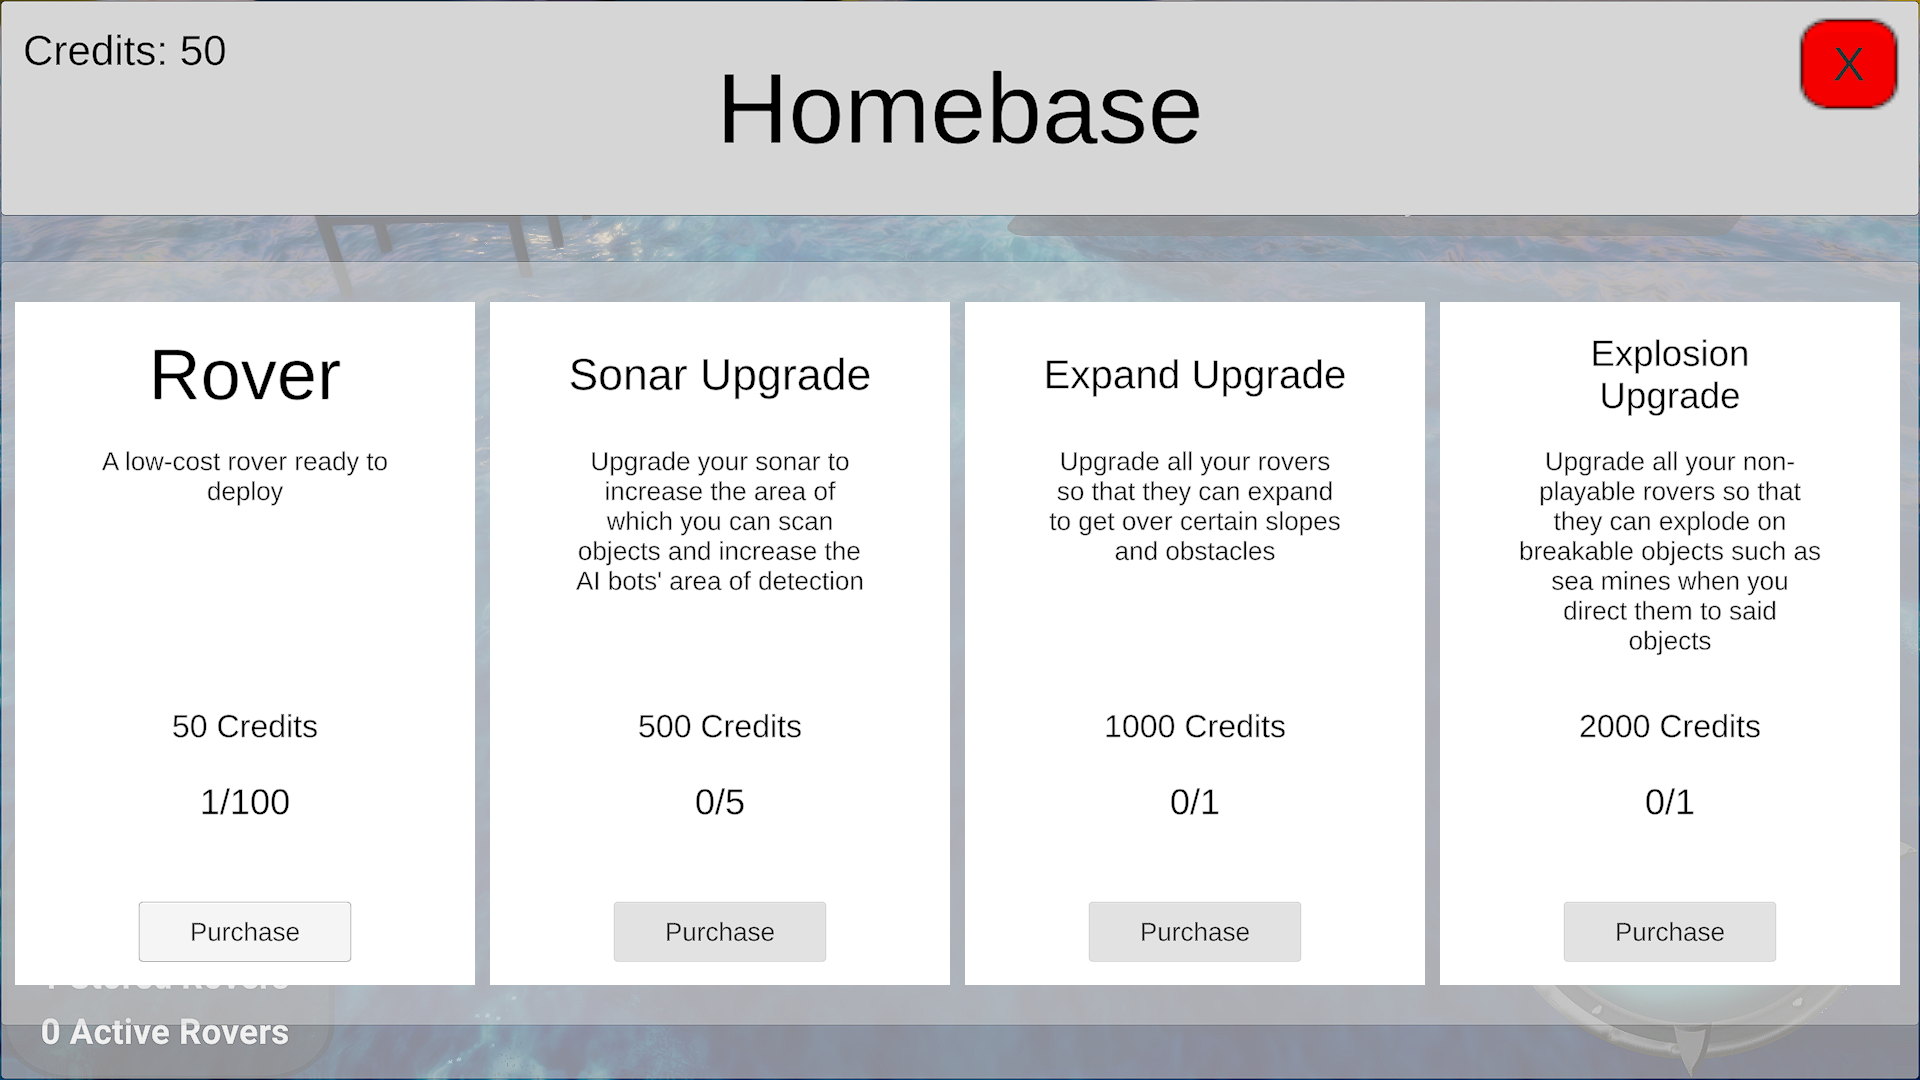 Credits: 50
X
Homebase
Rover
A low-cost rover ready to
deploy
50 Credits
1/100
Purchase
Sonar Upgrade
Upgrade your sonar to
increase the area of
which you can scan
objects and increase the
AI bots' area of detection
500 Credits
0/5
Purchase
Expand Upgrade
Upgrade all your rovers
so that they can expand
to get over certain slopes
and obstacles
1000 Credits
0/1
Purchase
Explosion
Upgrade
Upgrade all your non-
playable rovers so that
they can explode on
breakable objects such as
sea mines when you
direct them to said
objects
2000 Credits
0/1
Purchase
Stored Rovers
0 Active Rovers